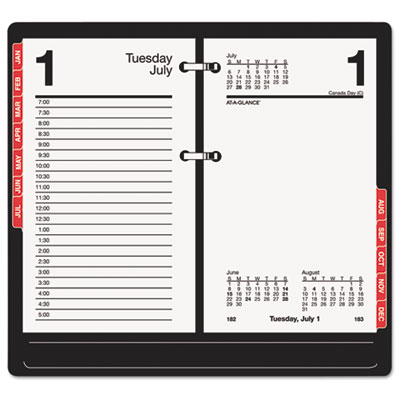 1
Tuesday
July
JAN
FEB
MAR
APR
MAY
JUN
JUL
7:00
7:30
8:00
8:30
9:00
9:30
10:00
10:30
11:00
11:30
12:00
12:30
1:00
1:30
2:00
2:30
3:00
3:30
4:00
4:30
5:00
July
S M T W T F S
1 2 3 4 5
6 7 8 9 10 11 12
13 14 15 16 17 18 19
20 21 22 23 24 25 26
27 28 29 30 31
1
Canada Day (C)
AT-A-GLANCE®
AUG
SEP
OCT
NOV
DEC
June
S M T W T F S
1 2 3 4 5 6 7
8 9 10 11 12 13 14
15 16 17 18 19 20 21
22 23 24 25 26 27 28
29 30
August
S M T W T F S
1 2
3 4 5 6 7 8 9
10 11 12 13 14 15 16
17 18 19 20 21 22 23
24 25 26 27 28 29 30
31
182 Tuesday, July 1 183